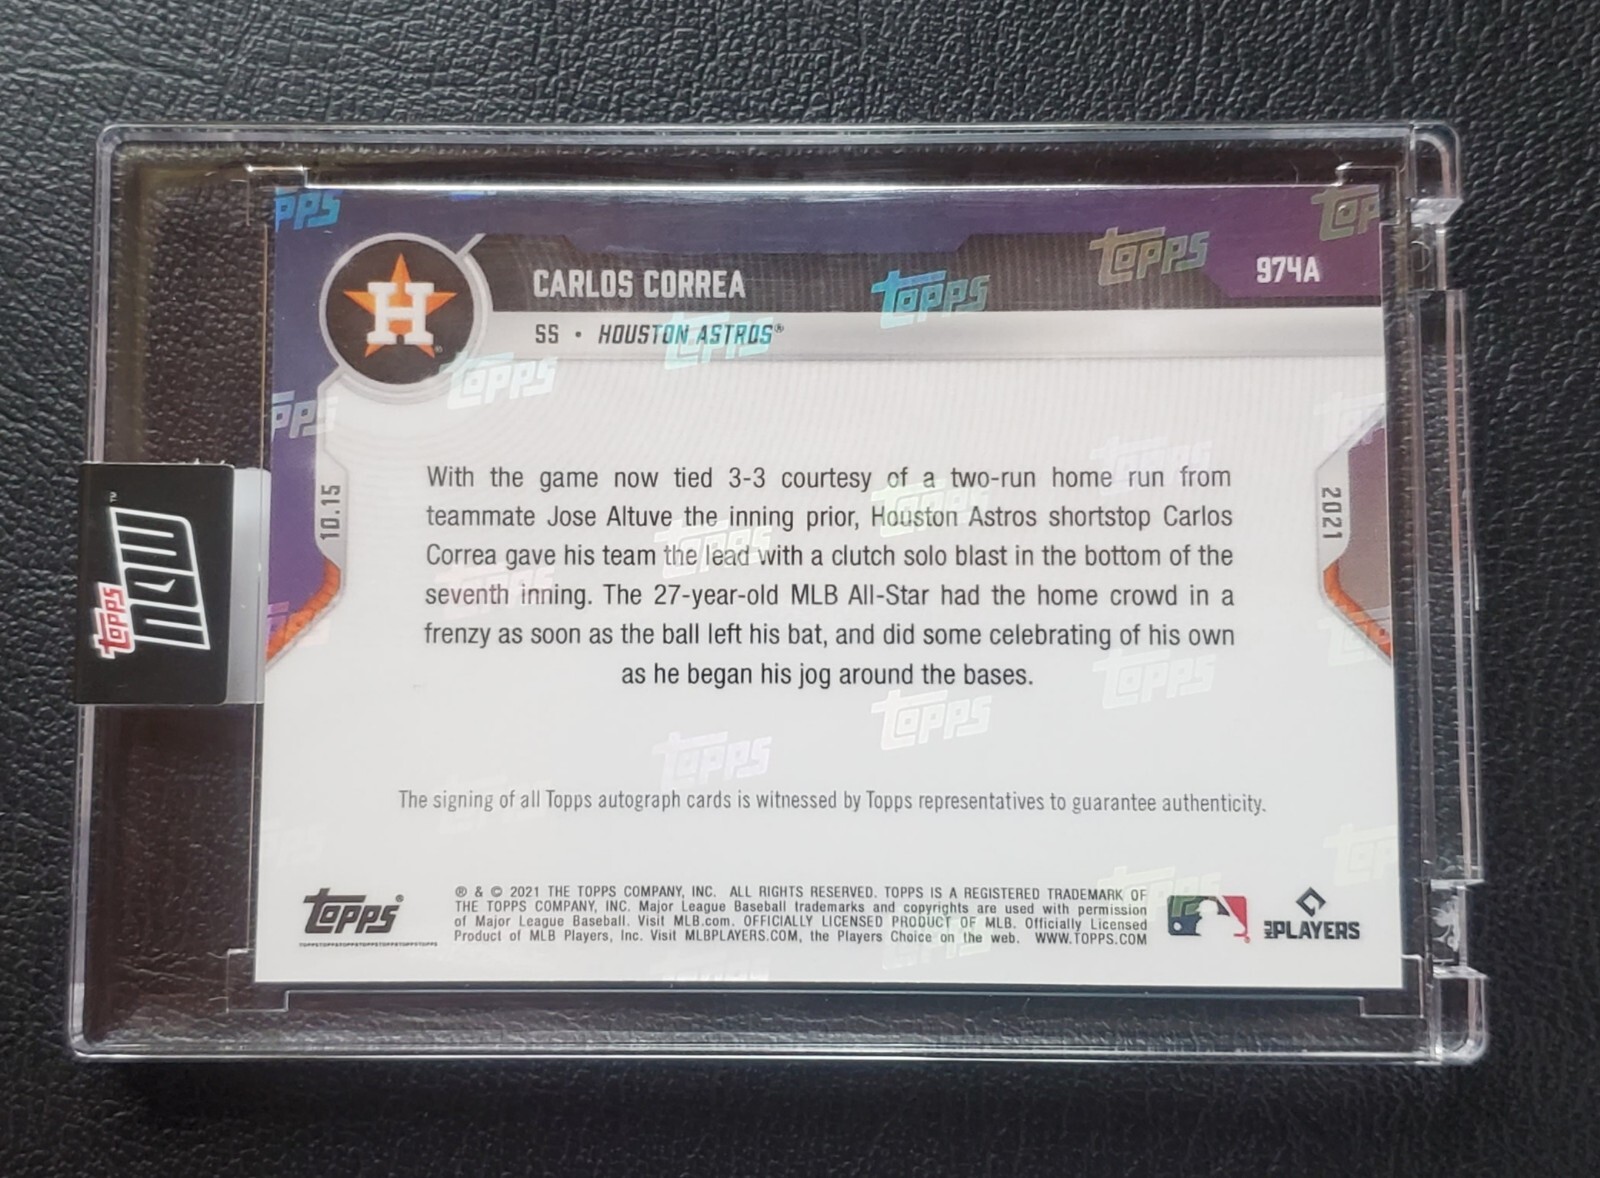 CARLOS CORREA
974A
SS • HOUSTON ASTROS®
10.15
2021
With the game now tied 3-3 courtesy of a two-run home run from
teammate Jose Altuve the inning prior, Houston Astros shortstop Carlos
Correa gave his team the lead with a clutch solo blast in the bottom of the
seventh inning. The 27-year-old MLB All-Star had the home crowd in a
frenzy as soon as the ball left his bat, and did some celebrating of his own
as he began his jog around the bases.
The signing of all Topps autograph cards is witnessed by Topps representatives to guarantee authenticity.
Topps®
® & © 2021 THE TOPPS COMPANY, INC. ALL RIGHTS RESERVED. TOPPS IS A REGISTERED TRADEMARK OF
THE TOPPS COMPANY, INC. Major League Baseball trademarks and copyrights are used with permission
of Major League Baseball. Visit MLB.com. OFFICIALLY LICENSED PRODUCT OF MLB. Officially Licensed
Product of MLB Players, Inc. Visit MLBPLAYERS.COM, the Players Choice on the web. WWW.TOPPS.COM
MLB PLAYERS
Topps
NOW
H
Topps
Topps
Topps
Topps
Topps
Topps
Topps
Topps
Topps